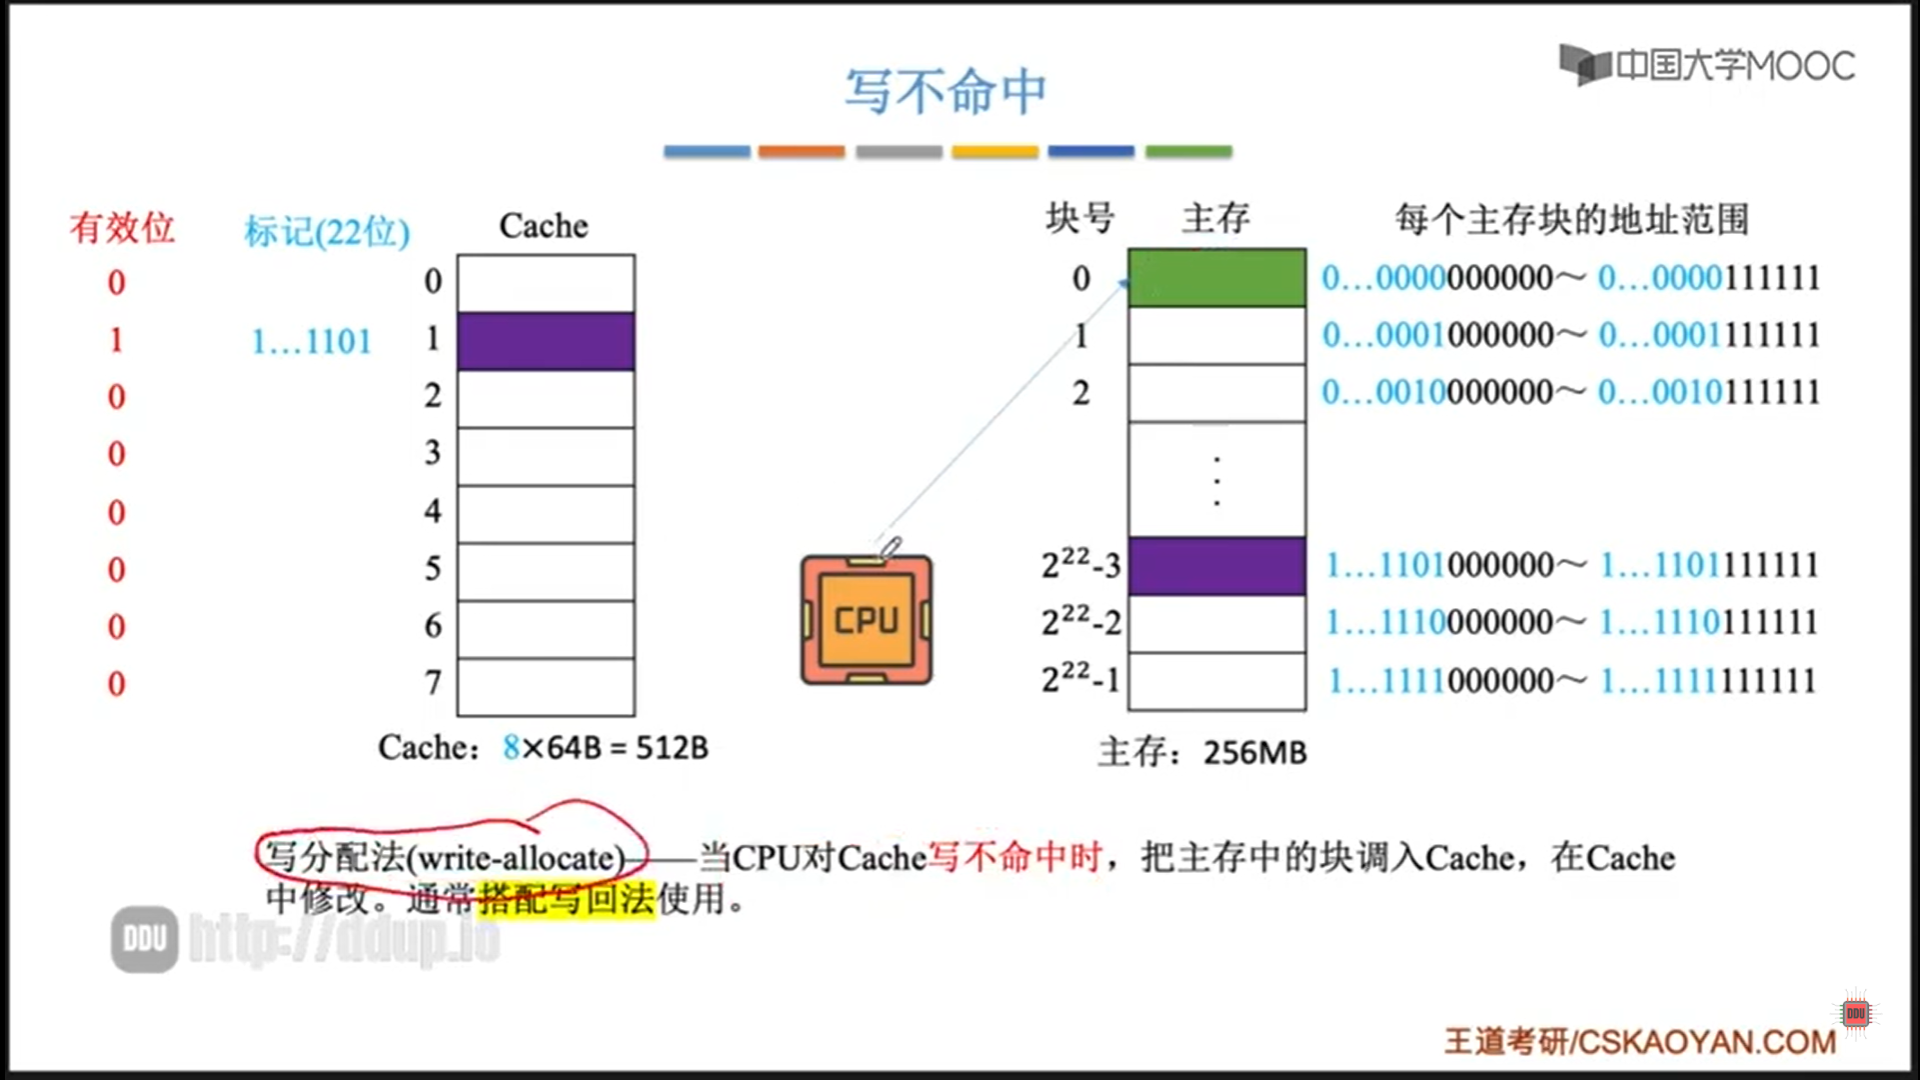 中国大学MOOC
写不命中
有效位 标记(22位) Cache 块号 主存 每个主存块的地址范围
0 0 0 0…0000000000～ 0…0000111111
1 1…1101 1 1 0…0001000000～ 0…0001111111
0 2 2 0…0010000000～ 0…0010111111
0 3
0 4
0 5 2²²-3 1…1101000000～ 1…1101111111
CPU
0 6 2²²-2 1…1110000000～ 1…1110111111
0 7 2²²-1 1…1111000000～ 1…1111111111
Cache：8×64B = 512B 主存：256MB
写分配法(write-allocate)——当CPU对Cache写不命中时，把主存中的块调入Cache，在Cache
中修改。通常搭配写回法使用。
DDU http://ddup.io
DDU
王道考研/CSKAOYAN.COM